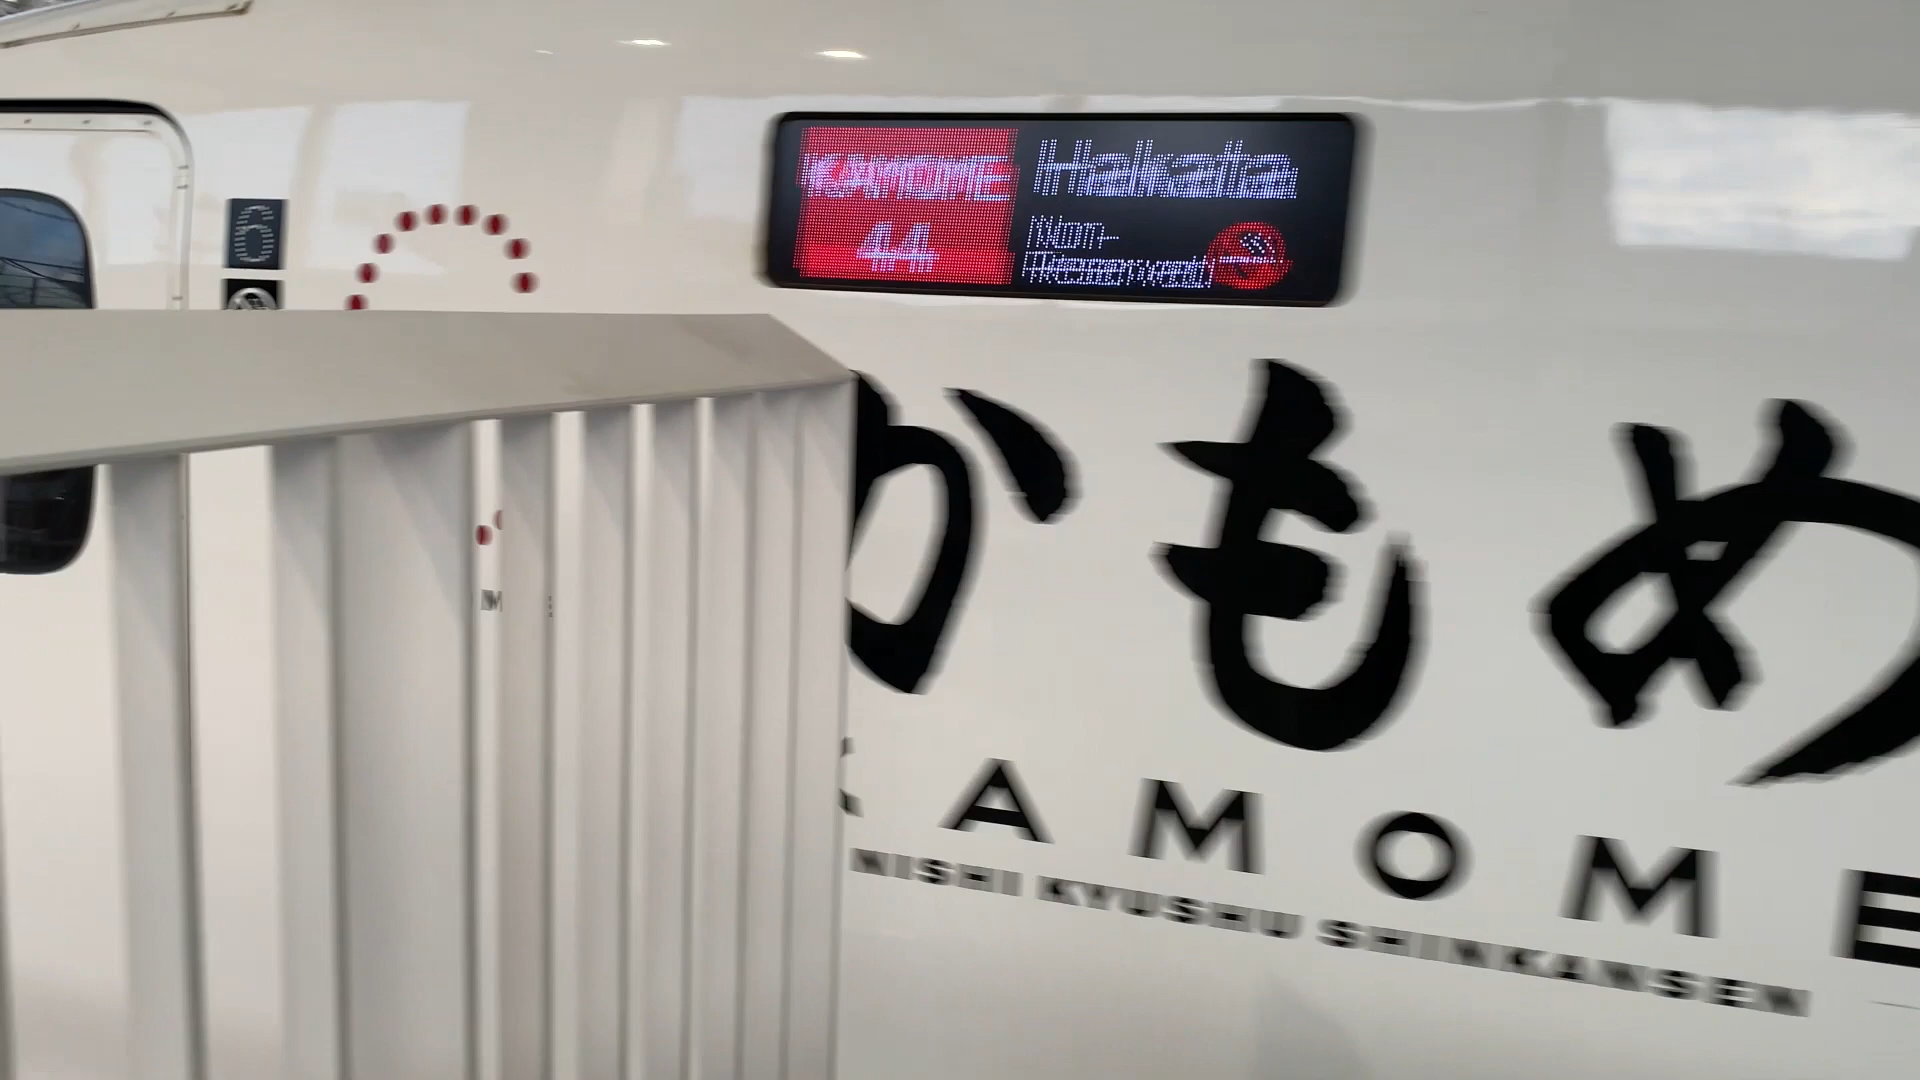 6
KAMOME
44
Hakata
Non-
Reserved
かもめ
KAMOME
NISHI KYUSHU SHINKANSEN